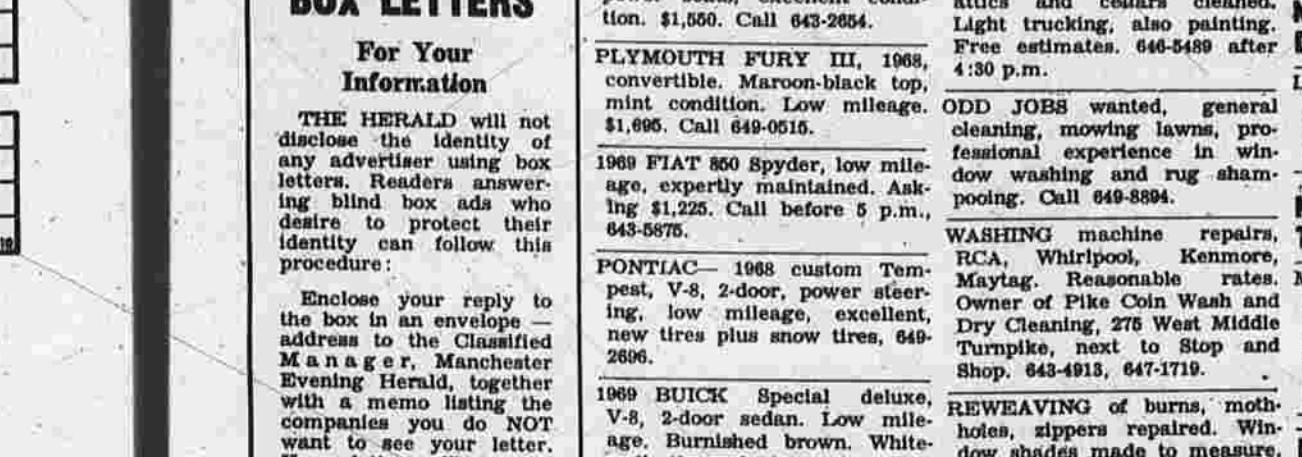 BOX LETTERS
For Your
Information
THE HERALD will not
disclose the identity of
any advertiser using box
letters. Readers answer-
ing blind box ads who
desire to protect their
identity can follow this
procedure:
Enclose your reply to
the box in an envelope —
address to the Classified
Manager, Manchester
Evening Herald, together
with a memo listing the
companies you do NOT
want to see your letter.
tion. $1,550. Call 643-2654.
PLYMOUTH FURY III, 1968,
convertible. Maroon-black top,
mint condition. Low mileage.
$1,695. Call 649-0515.
1969 FIAT 850 Spyder, low mile-
age, expertly maintained. Ask-
ing $1,225. Call before 5 p.m.,
643-5875.
PONTIAC— 1968 custom Tem-
pest, V-8, 2-door, power steer-
ing, low mileage, excellent,
new tires plus snow tires, 649-
2696.
1969 BUICK Special deluxe,
V-8, 2-door sedan. Low mile-
age. Burnished brown. White-
attics and cellars cleaned.
Light trucking, also painting.
Free estimates. 646-5489 after
4:30 p.m.
ODD JOBS wanted, general
cleaning, mowing lawns, pro-
fessional experience in win-
dow washing and rug sham-
pooing. Call 649-8894.
WASHING machine repairs,
RCA, Whirlpool, Kenmore,
Maytag. Reasonable rates.
Owner of Pike Coin Wash and
Dry Cleaning, 275 West Middle
Turnpike, next to Stop and
Shop. 643-4913, 647-1719.
REWEAVING of burns, moth-
holes, zippers repaired. Win-
dow shades made to measure,